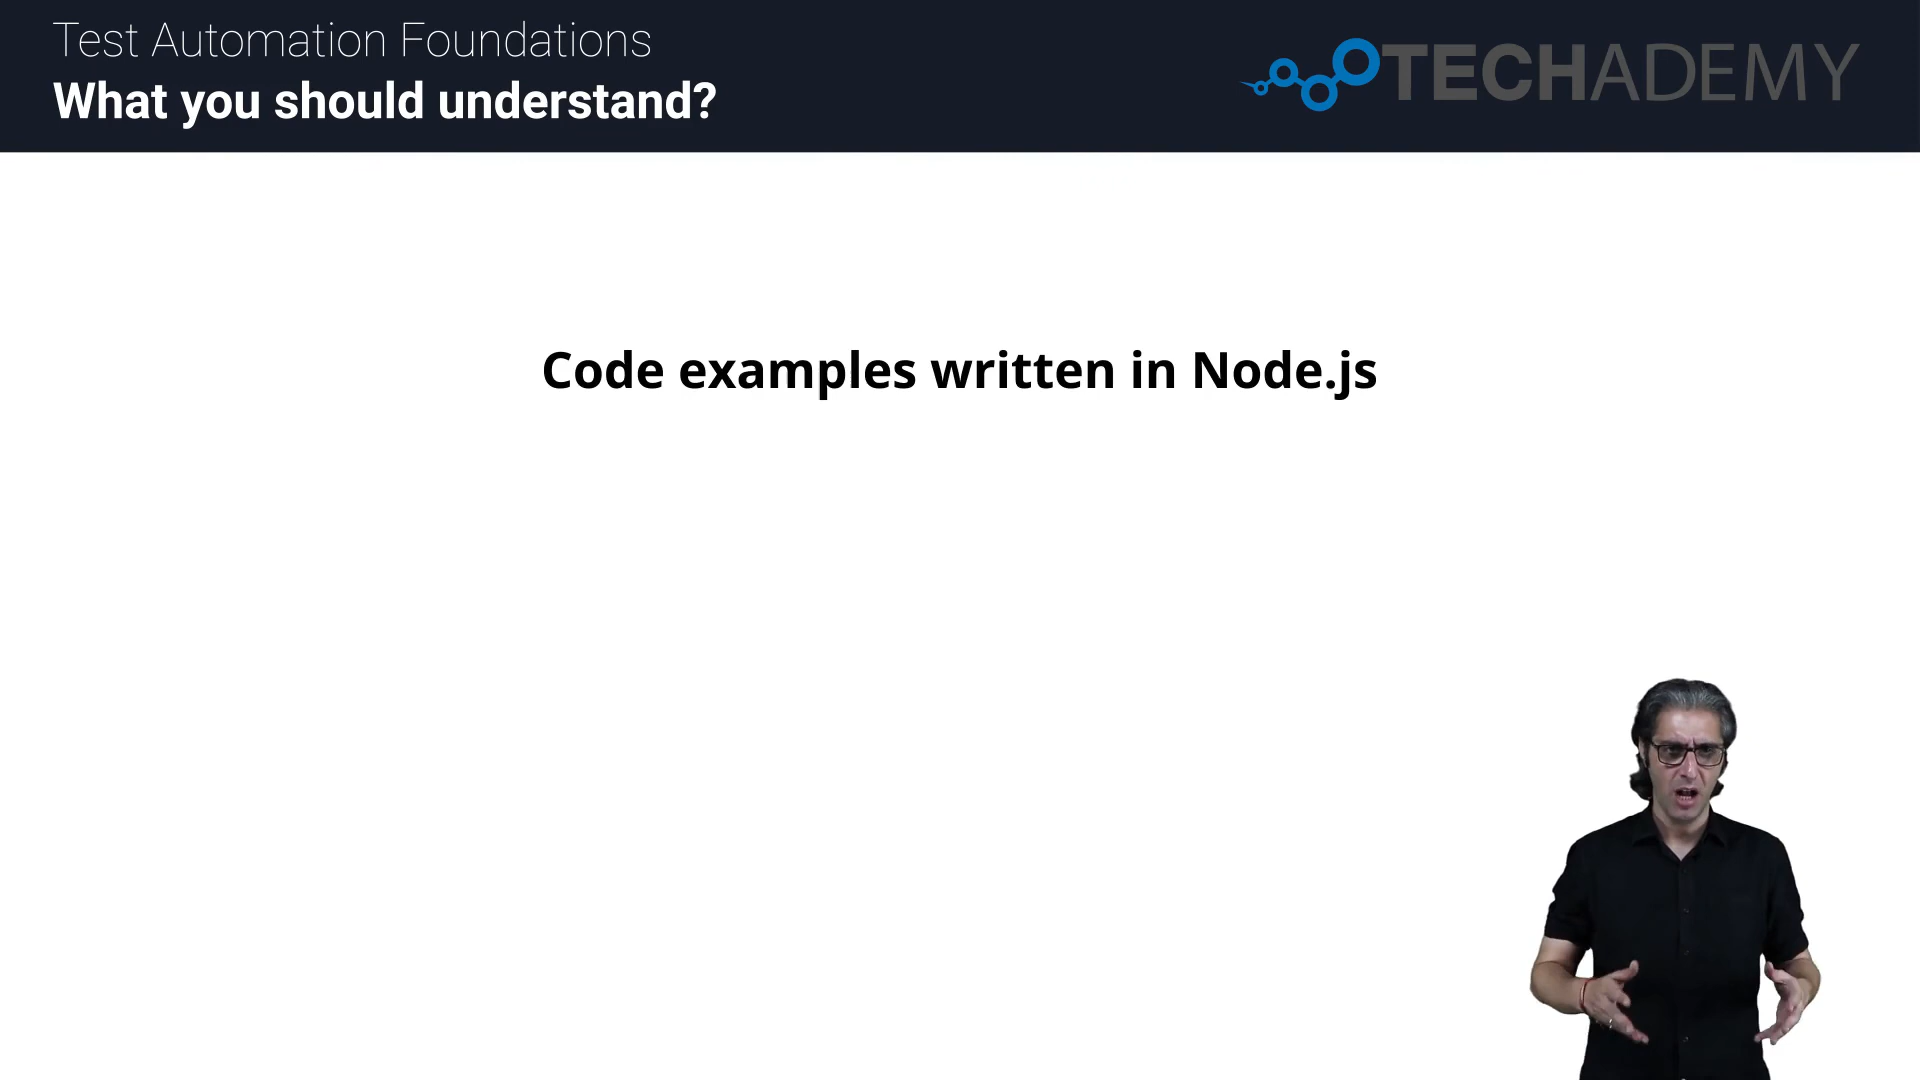 Test Automation Foundations
What you should understand?
TECHADEMY
Code examples written in Node.js